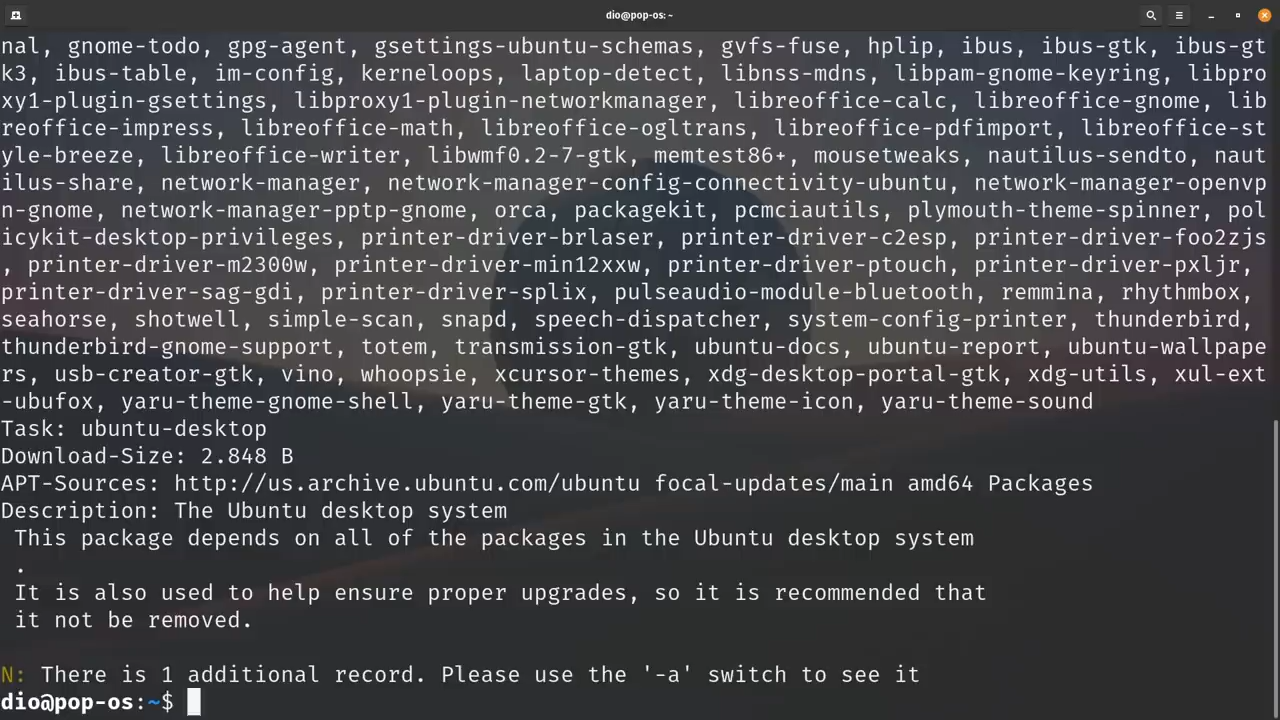 dio@pop-os: ~
nal, gnome-todo, gpg-agent, gsettings-ubuntu-schemas, gvfs-fuse, hplip, ibus, ibus-gtk, ibus-gt
k3, ibus-table, im-config, kerneloops, laptop-detect, libnss-mdns, libpam-gnome-keyring, libpro
xy1-plugin-gsettings, libproxy1-plugin-networkmanager, libreoffice-calc, libreoffice-gnome, lib
reoffice-impress, libreoffice-math, libreoffice-ogltrans, libreoffice-pdfimport, libreoffice-st
yle-breeze, libreoffice-writer, libwmf0.2-7-gtk, memtest86+, mousetweaks, nautilus-sendto, naut
ilus-share, network-manager, network-manager-config-connectivity-ubuntu, network-manager-openvp
n-gnome, network-manager-pptp-gnome, orca, packagekit, pcmciautils, plymouth-theme-spinner, pol
icykit-desktop-privileges, printer-driver-brlaser, printer-driver-c2esp, printer-driver-foo2zjs
, printer-driver-m2300w, printer-driver-min12xxw, printer-driver-ptouch, printer-driver-pxljr,
printer-driver-sag-gdi, printer-driver-splix, pulseaudio-module-bluetooth, remmina, rhythmbox,
seahorse, shotwell, simple-scan, snapd, speech-dispatcher, system-config-printer, thunderbird,
thunderbird-gnome-support, totem, transmission-gtk, ubuntu-docs, ubuntu-report, ubuntu-wallpape
rs, usb-creator-gtk, vino, whoopsie, xcursor-themes, xdg-desktop-portal-gtk, xdg-utils, xul-ext
-ubufox, yaru-theme-gnome-shell, yaru-theme-gtk, yaru-theme-icon, yaru-theme-sound
Task: ubuntu-desktop
Download-Size: 2.848 B
APT-Sources: http://us.archive.ubuntu.com/ubuntu focal-updates/main amd64 Packages
Description: The Ubuntu desktop system
This package depends on all of the packages in the Ubuntu desktop system
.
It is also used to help ensure proper upgrades, so it is recommended that
it not be removed.
N: There is 1 additional record. Please use the '-a' switch to see it
dio@pop-os:~$